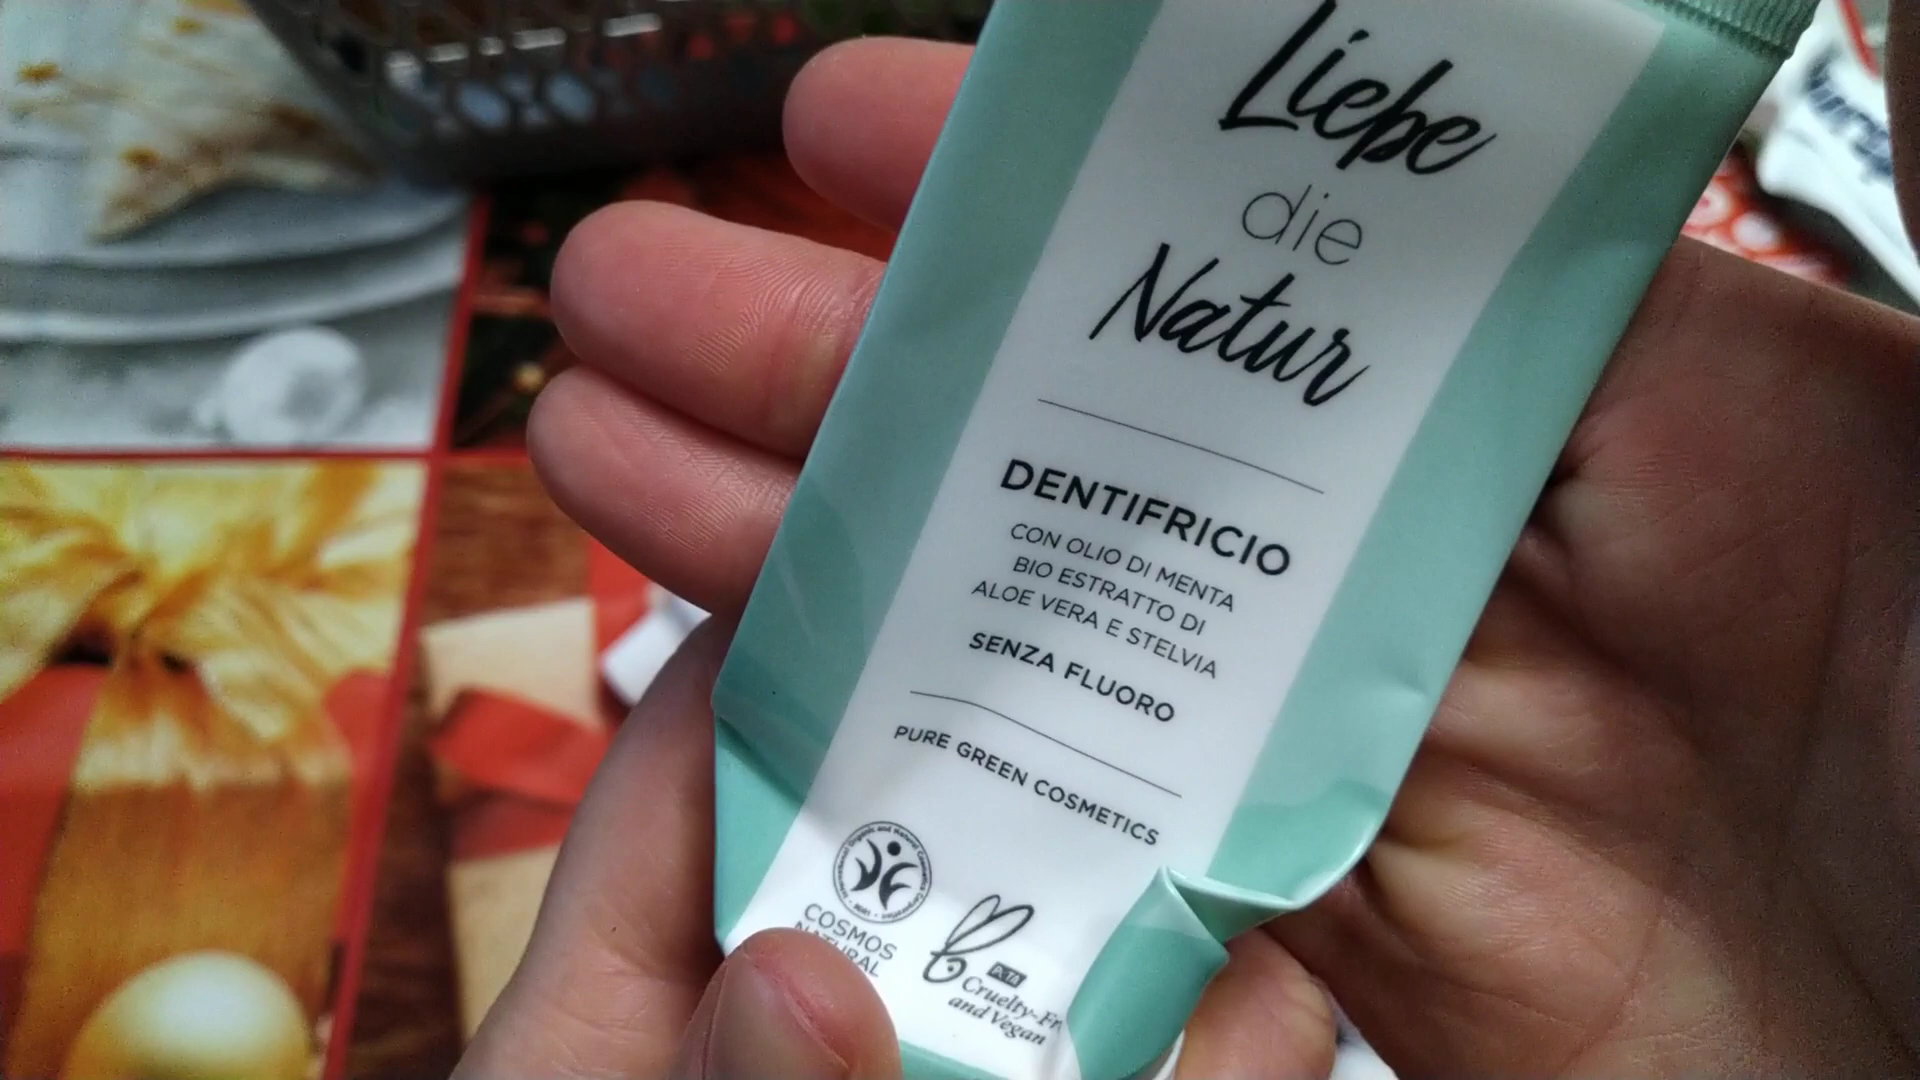 Liebe
die
Natur
DENTIFRICIO
CON OLIO DI MENTA
BIO ESTRATTO DI
ALOE VERA E STELVIA
SENZA FLUORO
PURE GREEN COSMETICS
COSMOS
NATURAL
PETA
Cruelty-Fr
and Vegan